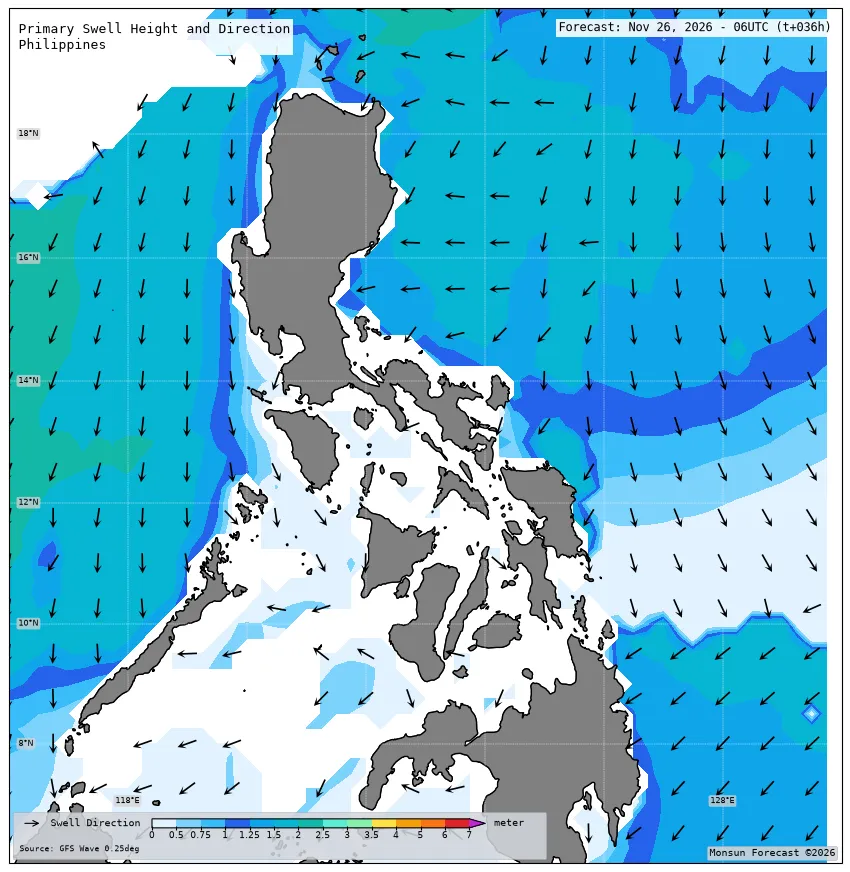 Primary Swell Height and Direction
Philippines
Forecast: Nov 26, 2026 - 06UTC (t+036h)
18°N
16°N
14°N
12°N
10°N
8°N
118°E
128°E
Swell Direction
meter
0 0.5 0.75 1 1.25 1.5 2 2.5 3 3.5 4 5 6 7
Source: GFS Wave 0.25deg
Monsun Forecast ©2026